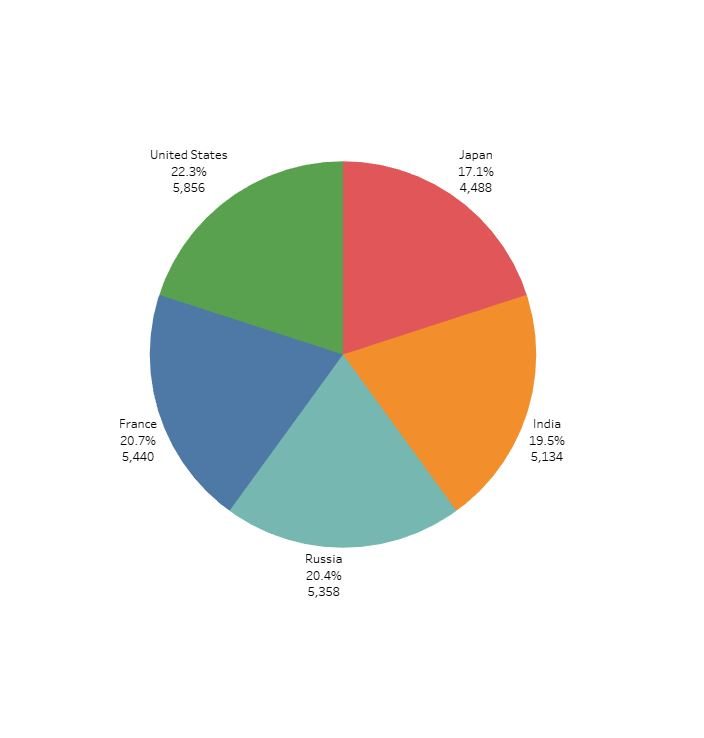 United States
22.3%
5,856
Japan
17.1%
4,488
France
20.7%
5,440
India
19.5%
5,134
Russia
20.4%
5,358